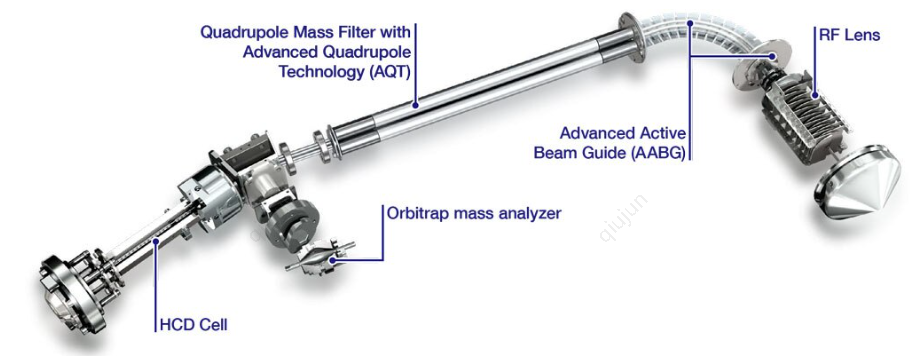 Quadrupole Mass Filter with
Advanced Quadrupole
Technology (AQT)
RF Lens
Advanced Active
Beam Guide (AABG)
Orbitrap mass analyzer
HCD Cell
qiujun